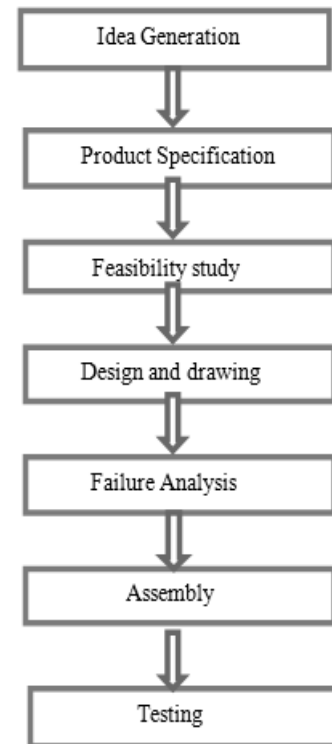 Idea Generation
Product Specification
Feasibility study
Design and drawing
Failure Analysis
Assembly
Testing